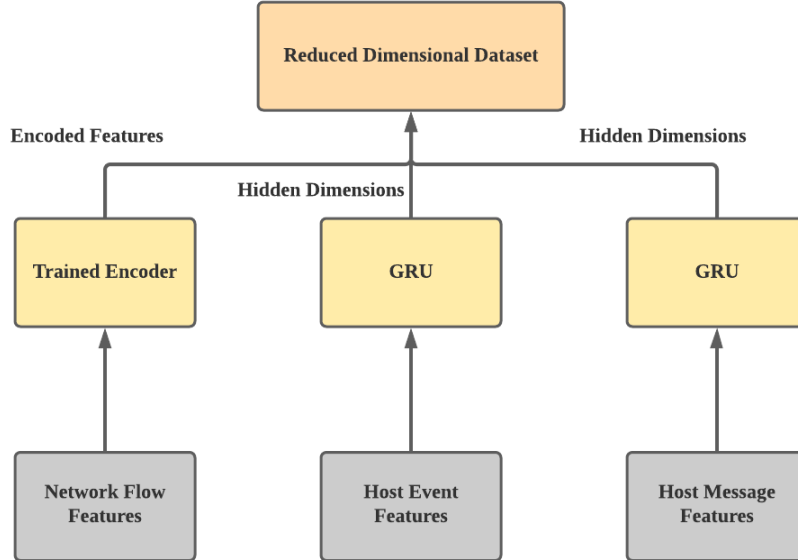 Reduced Dimensional Dataset
Encoded Features
Hidden Dimensions
Hidden Dimensions
Trained Encoder
GRU
GRU
Network Flow
Features
Host Event
Features
Host Message
Features